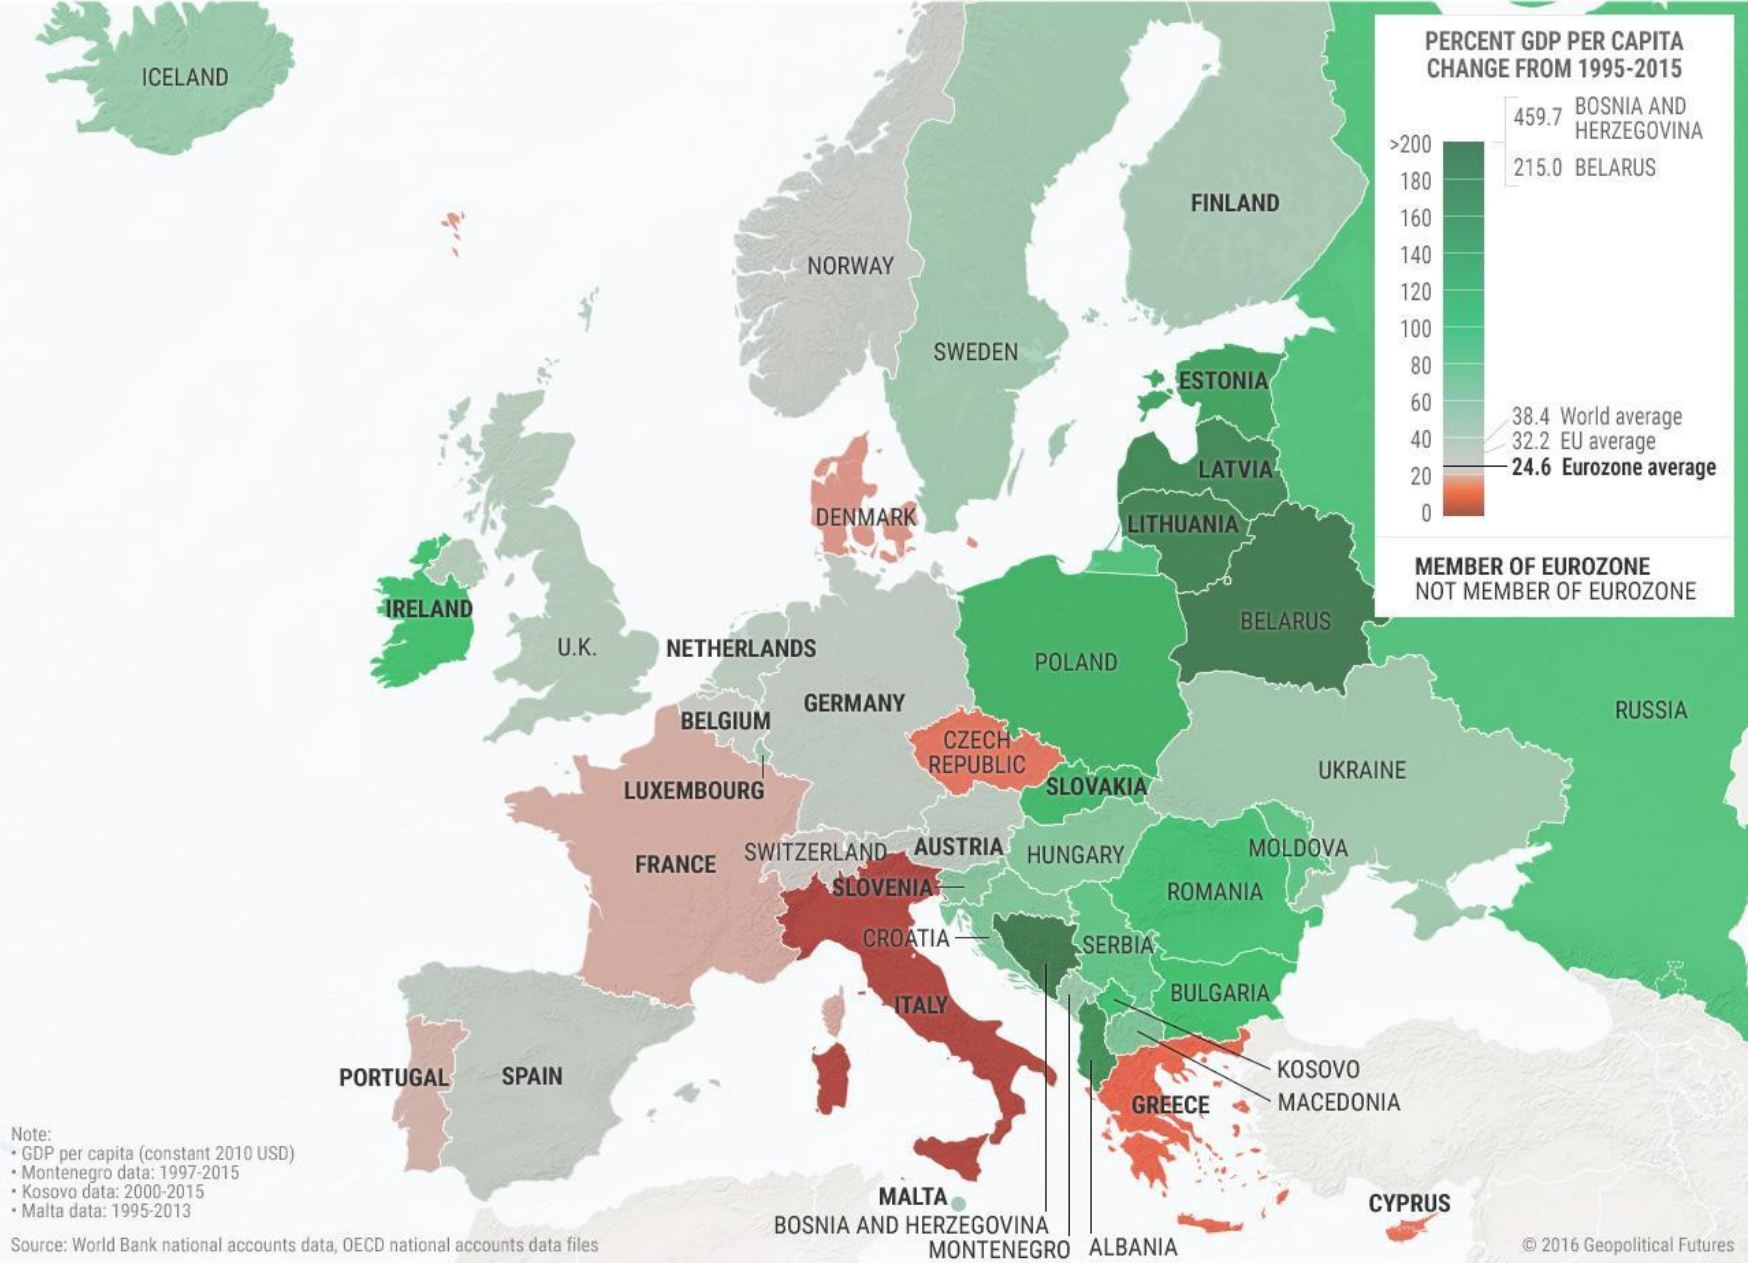 PERCENT GDP PER CAPITA
CHANGE FROM 1995-2015
459.7 BOSNIA AND
HERZEGOVINA
>200
215.0 BELARUS
180
160
140
120
100
80
60
38.4 World average
40
32.2 EU average
24.6 Eurozone average
20
0
MEMBER OF EUROZONE
NOT MEMBER OF EUROZONE
ICELAND
FINLAND
NORWAY
SWEDEN
ESTONIA
LATVIA
DENMARK
LITHUANIA
IRELAND
BELARUS
U.K.
NETHERLANDS
POLAND
GERMANY
RUSSIA
BELGIUM
CZECH
REPUBLIC
UKRAINE
LUXEMBOURG
SLOVAKIA
FRANCE
SWITZERLAND
AUSTRIA
HUNGARY
MOLDOVA
SLOVENIA
ROMANIA
CROATIA
SERBIA
ITALY
BULGARIA
PORTUGAL
SPAIN
KOSOVO
MACEDONIA
GREECE
MALTA
CYPRUS
BOSNIA AND HERZEGOVINA
MONTENEGRO
ALBANIA
Note:
• GDP per capita (constant 2010 USD)
• Montenegro data: 1997-2015
• Kosovo data: 2000-2015
• Malta data: 1995-2013
Source: World Bank national accounts data, OECD national accounts data files
© 2016 Geopolitical Futures